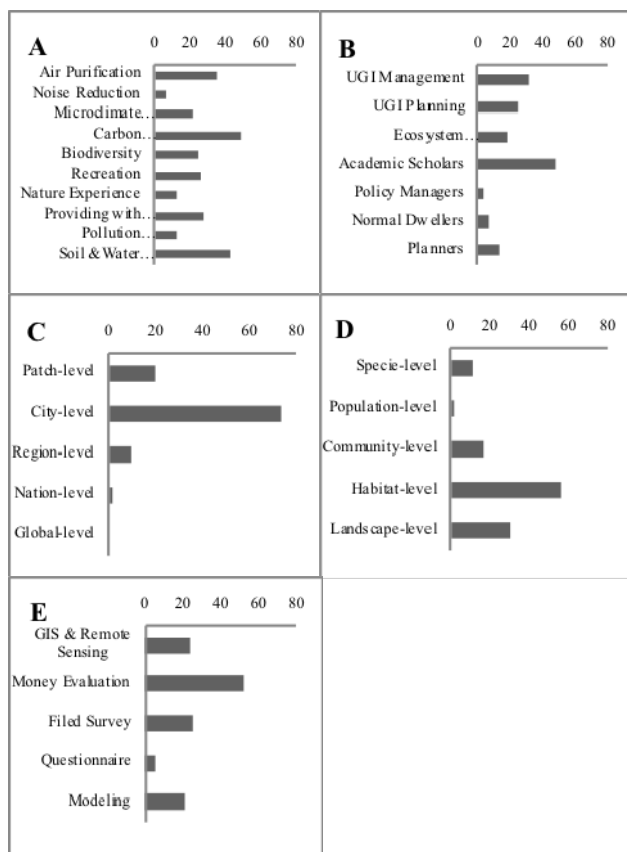 A
0 20 40 60 80
Air Purification
Noise Reduction
Microclimate...
Carbon...
Biodiversity
Recreation
Nature Experience
Providing with...
Pollution...
Soil & Water...
B
0 20 40 60 80
UGI Management
UGI Planning
Ecosystem...
Academic Scholars
Policy Managers
Normal Dwellers
Planners
C
0 20 40 60 80
Patch-level
City-level
Region-level
Nation-level
Global-level
D
0 20 40 60 80
Specie-level
Population-level
Community-level
Habitat-level
Landscape-level
E
0 20 40 60 80
GIS & Remote
Sensing
Money Evaluation
Filed Survey
Questionnaire
Modeling